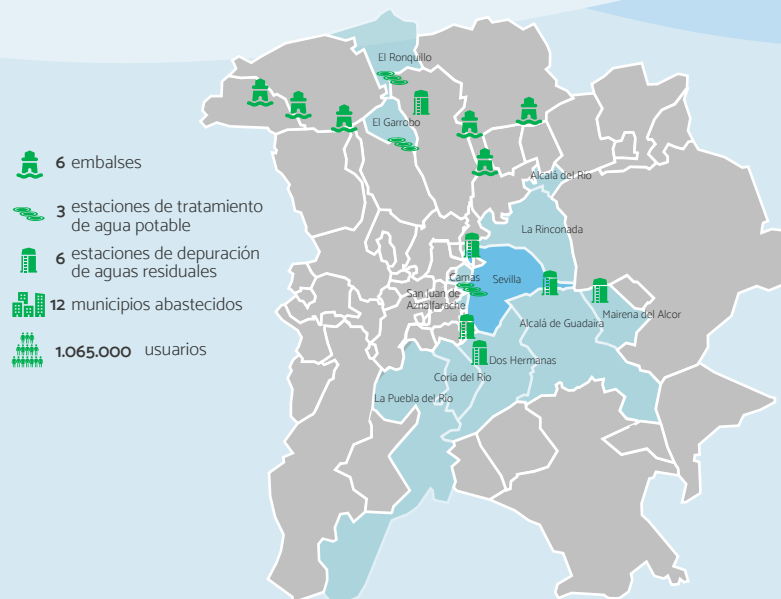 6 embalses
3 estaciones de tratamiento
de agua potable
6 estaciones de depuración
de aguas residuales
12 municipios abastecidos
1.065.000 usuarios
El Ronquillo
El Garrobo
Alcalá del Río
La Rinconada
Camas
Sevilla
San Juan de
Aznalfarache
Mairena del Alcor
Alcalá de Guadaira
Dos Hermanas
Coria del Río
La Puebla del Río